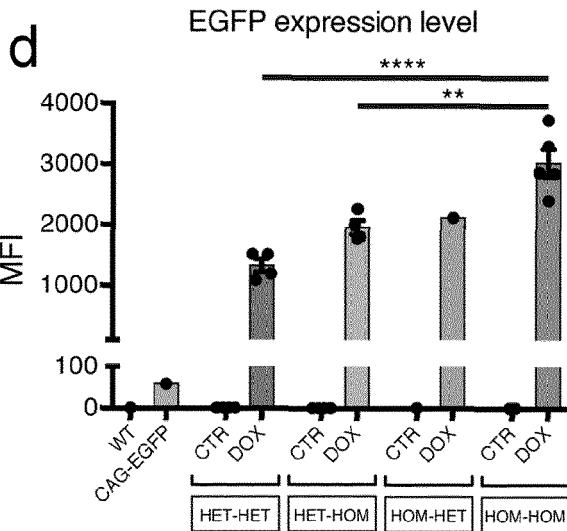 d
EGFP expression level
****
**
MFI
4000
3000
2000
1000
100
0
WT
CAG-EGFP
CTR
DOX
CTR
DOX
CTR
DOX
CTR
DOX
HET-HET
HET-HOM
HOM-HET
HOM-HOM